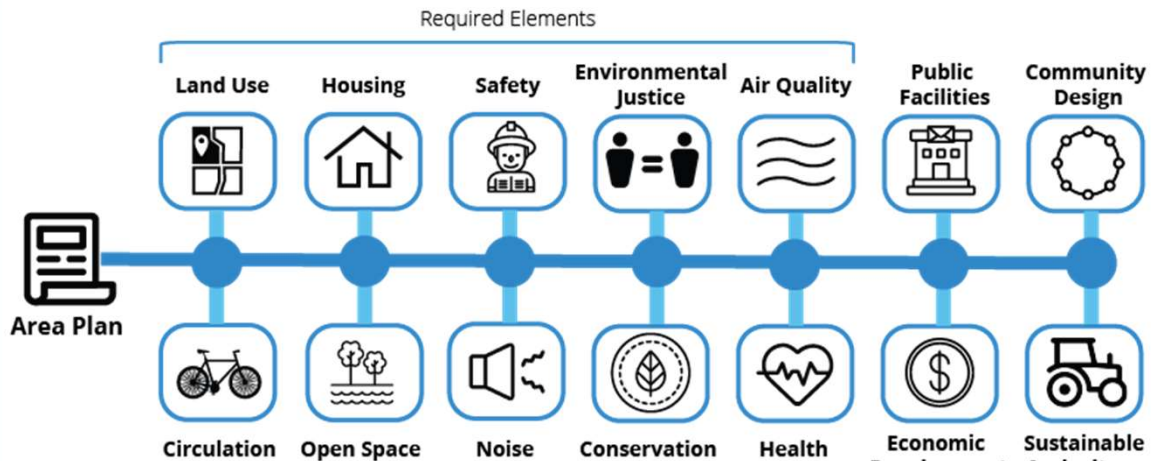 Required Elements
Land Use
Housing
Safety
Environmental
Justice
Air Quality
Public
Facilities
Community
Design
Area Plan
Circulation
Open Space
Noise
Conservation
Health
Economic
Sustainable